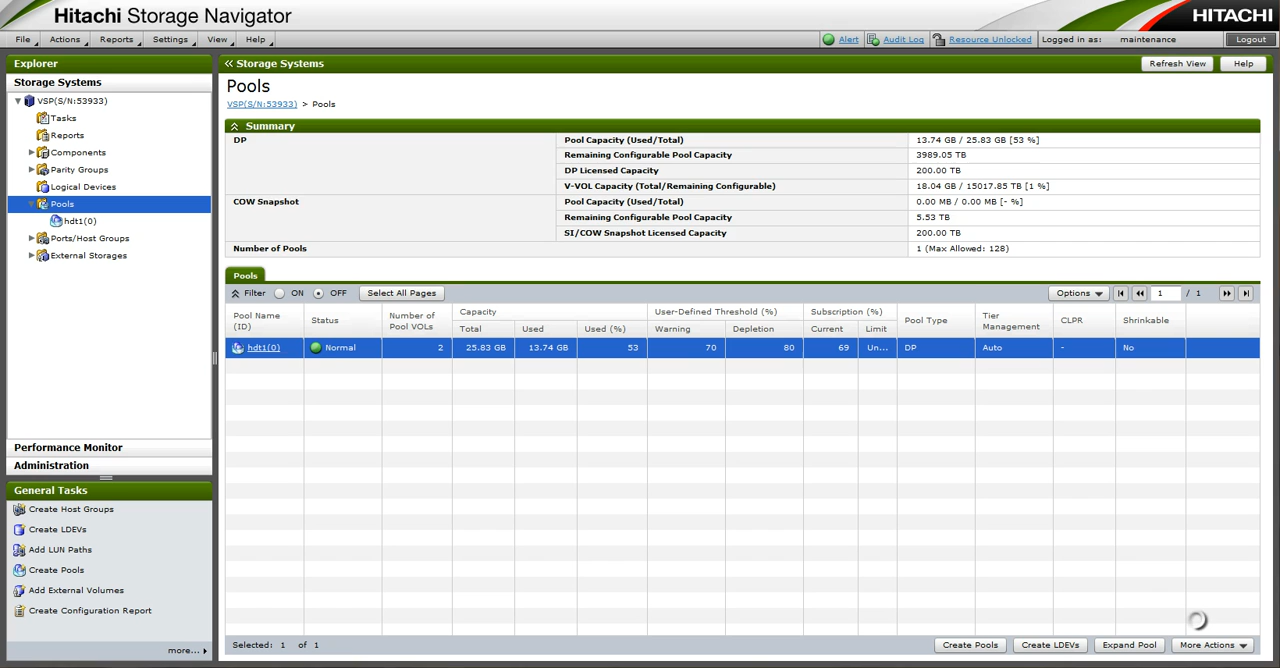 Hitachi Storage Navigator
HITACHI
File Actions Reports Settings View Help
Alert Audit Log Resource Unlocked Logged in as: maintenance Logout
Explorer
Storage Systems
VSP(S/N:53933)
Tasks
Reports
Components
Parity Groups
Logical Devices
Pools
hdt1(0)
Ports/Host Groups
External Storages
Performance Monitor
Administration
General Tasks
Create Host Groups
Create LDEVs
Add LUN Paths
Create Pools
Add External Volumes
Create Configuration Report
more...
« Storage Systems
Refresh View Help
Pools
VSP(S/N:53933) > Pools
Summary
DP Pool Capacity (Used/Total) 13.74 GB / 25.83 GB [53 %]
Remaining Configurable Pool Capacity 3989.05 TB
DP Licensed Capacity 200.00 TB
V-VOL Capacity (Total/Remaining Configurable) 18.04 GB / 15017.85 TB [1 %]
COW Snapshot Pool Capacity (Used/Total) 0.00 MB / 0.00 MB [- %]
Remaining Configurable Pool Capacity 5.53 TB
SI/COW Snapshot Licensed Capacity 200.00 TB
Number of Pools 1 (Max Allowed: 128)
Pools
Filter ON OFF Select All Pages Options 1 / 1
Pool Name (ID) Status Number of Pool VOLs Capacity User-Defined Threshold (%) Subscription (%) Pool Type Tier Management CLPR Shrinkable
Total Used Used (%) Warning Depletion Current Limit
hdt1(0) Normal 2 25.83 GB 13.74 GB 53 70 80 69 Un... DP Auto - No
Selected: 1 of 1 Create Pools Create LDEVs Expand Pool More Actions